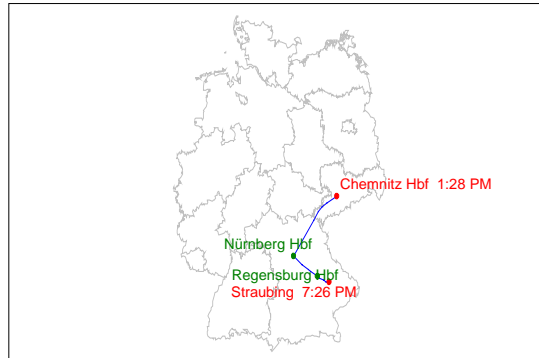 Chemnitz Hbf  1:28 PM
Nürnberg Hbf
Regensburg Hbf
Straubing  7:26 PM